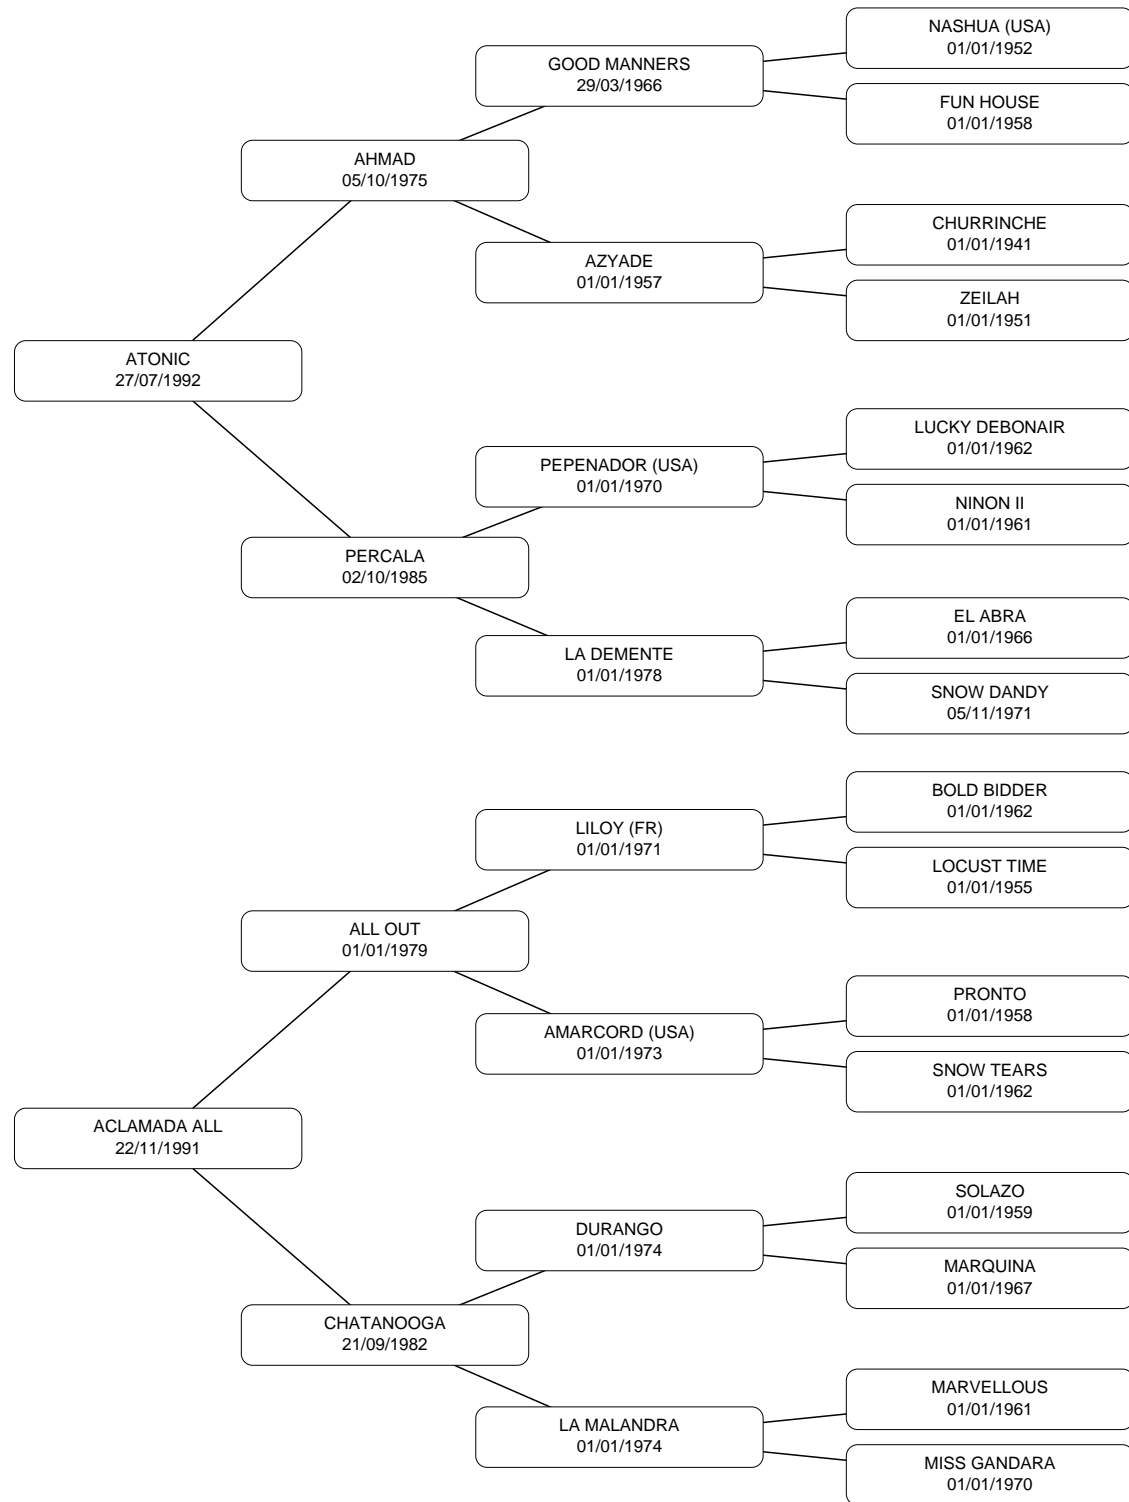 NASHUA (USA)
01/01/1952
GOOD MANNERS
29/03/1966
FUN HOUSE
01/01/1958
AHMAD
05/10/1975
CHURRINCHE
01/01/1941
AZYADE
01/01/1957
ZEILAH
01/01/1951
ATONIC
27/07/1992
LUCKY DEBONAIR
01/01/1962
PEPENADOR (USA)
01/01/1970
NINON II
01/01/1961
PERCALA
02/10/1985
EL ABRA
01/01/1966
LA DEMENTE
01/01/1978
SNOW DANDY
05/11/1971
BOLD BIDDER
01/01/1962
LILOY (FR)
01/01/1971
LOCUST TIME
01/01/1955
ALL OUT
01/01/1979
PRONTO
01/01/1958
AMARCORD (USA)
01/01/1973
SNOW TEARS
01/01/1962
ACLAMADA ALL
22/11/1991
SOLAZO
01/01/1959
DURANGO
01/01/1974
MARQUINA
01/01/1967
CHATANOOGA
21/09/1982
MARVELLOUS
01/01/1961
LA MALANDRA
01/01/1974
MISS GANDARA
01/01/1970